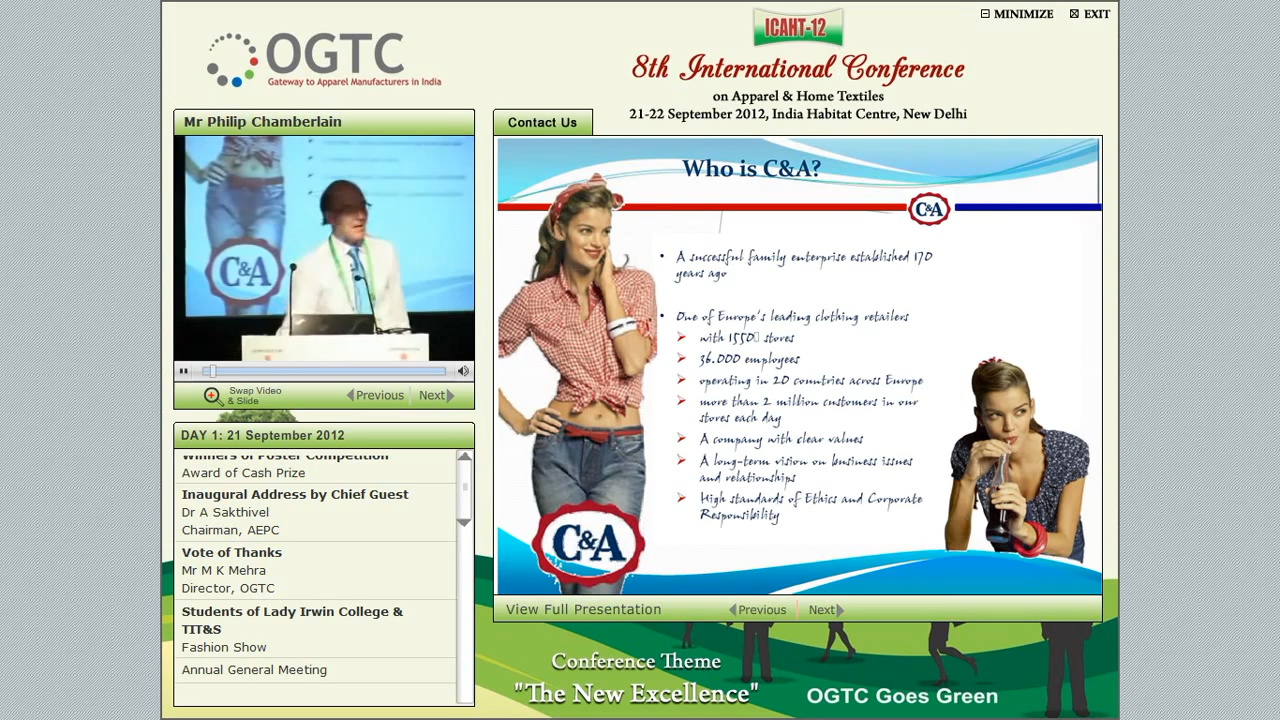 MINIMIZE EXIT
ICAHT-12
OGTC
Gateway to Apparel Manufacturers in India
8th International Conference
on Apparel & Home Textiles
21-22 September 2012, India Habitat Centre, New Delhi
Mr Philip Chamberlain
C&A
Swap Video
& Slide
Previous Next
DAY 1: 21 September 2012
Winners of Poster Competition
Award of Cash Prize
Inaugural Address by Chief Guest
Dr A Sakthivel
Chairman, AEPC
Vote of Thanks
Mr M K Mehra
Director, OGTC
Students of Lady Irwin College &
TIT&S
Fashion Show
Annual General Meeting
Contact Us
Who is C&A?
C&A
• A successful family enterprise established 170
years ago
• One of Europe's leading clothing retailers
with 1550 stores
36.000 employees
operating in 20 countries across Europe
more than 2 million customers in our
stores each day
A company with clear values
A long-term vision on business issues
and relationships
High standards of Ethics and Corporate
Responsibility
C&A
View Full Presentation Previous Next
Conference Theme
"The New Excellence"
OGTC Goes Green